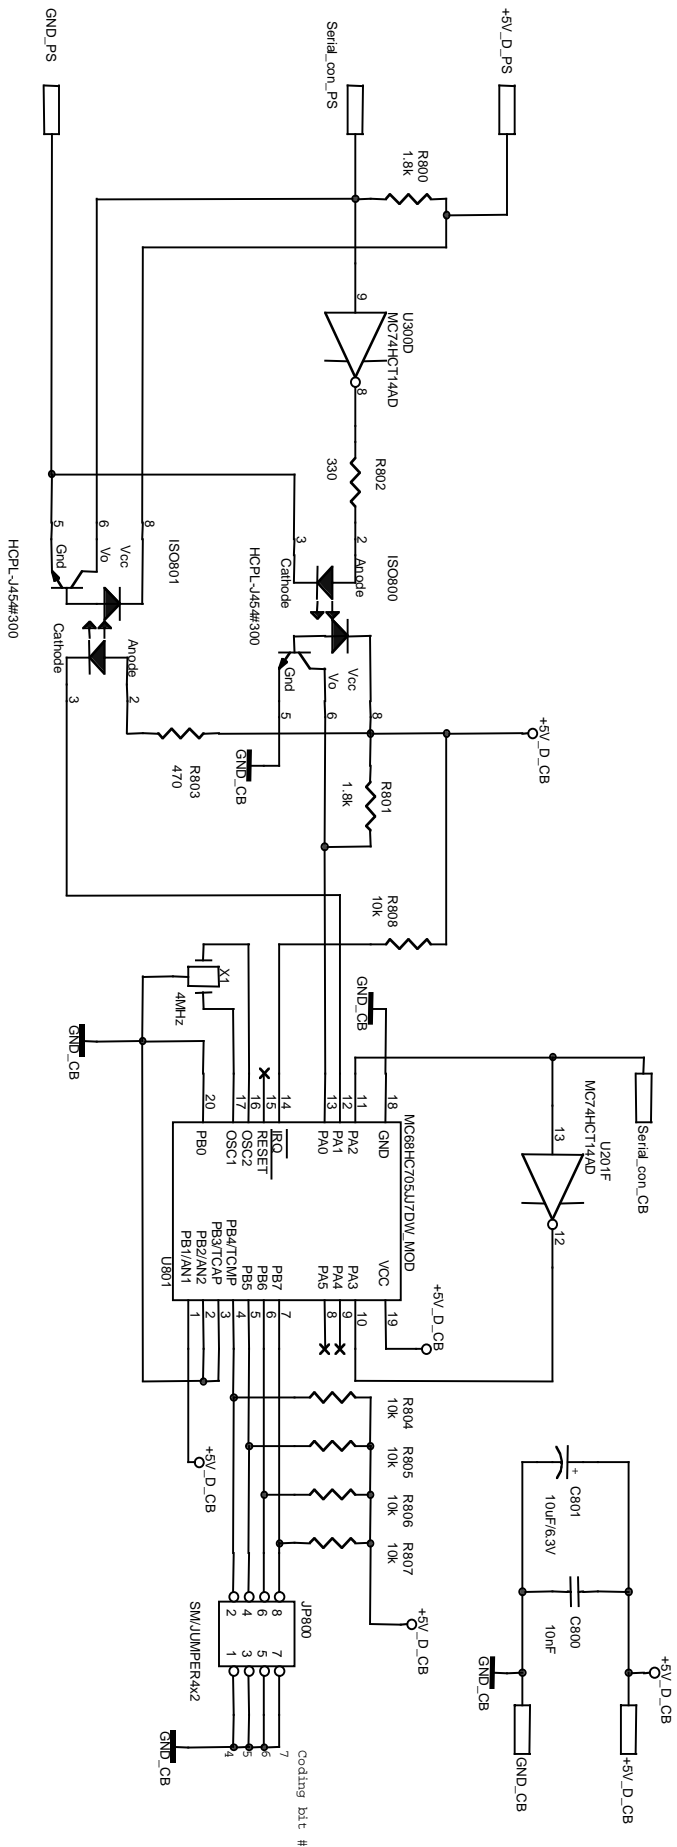 +5V_D_PS
Serial_con_PS
GND_PS
R800
1.8k
9
U300D
MC74HCT14AD
8
R802
330
2
3
ISO800
Anode
Cathode
HCPL-J454#300
Vcc
Vo
Gnd
8
6
5
8
6
5
ISO801
Vcc
Vo
Gnd
HCPL-J454#300
Anode
Cathode
2
3
R803
470
GND_CB
+5V_D_CB
R801
1.8k
R808
10k
X1
4MHz
GND_CB
GND_CB
Serial_con_CB
13
U201F
MC74HCT14AD
12
MC68HC705JJ7DW_MOD
18
11
12
13
14
15
16
17
20
GND
PA2
PA1
PA0
IRQ
RESET
OSC2
OSC1
PB0
VCC
PA3
PA4
PA5
PB7
PB6
PB5
PB4/TCMP
PB3/TCAP
PB2/AN2
PB1/AN1
U801
19
10
9
8
7
6
5
4
3
2
1
+5V_D_CB
+5V_D_CB
R804
10k
R805
10k
R806
10k
R807
10k
+5V_D_CB
JP800
8
6
4
2
7
5
3
1
SM/JUMPER4x2
7
6
5
4
Coding bit #
GND_CB
+
C801
10uF/6.3V
C800
10nF
+5V_D_CB
GND_CB
+5V_D_CB
GND_CB